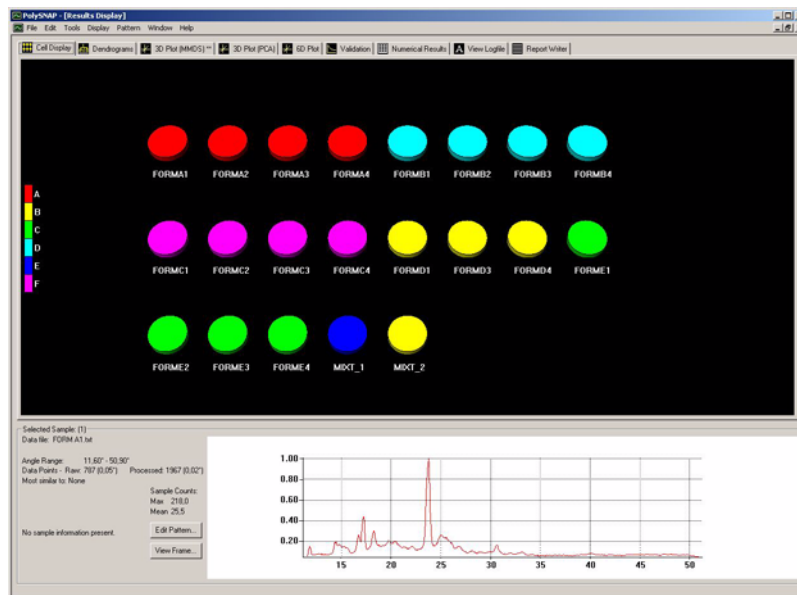 PolySNAP - [Results Display]
File Edit Tools Display Pattern Window Help
Cell Display Dendrograms 3D Plot (MMDS) ** 3D Plot (PCA) 6D Plot Validation Numerical Results View Logfile Report Writer
FORMA1 FORMA2 FORMA3 FORMA4 FORMB1 FORMB2 FORMB3 FORMB4
A
B
C
D
E
F
FORMC1 FORMC2 FORMC3 FORMC4 FORMD1 FORMD3 FORMD4 FORME1
FORME2 FORME3 FORME4 MIXT_1 MIXT_2
Selected Sample: (1)
Data file: FORM A1.txt
Angle Range: 11,60° - 50,90°
Data Points - Raw: 787 (0,05°) Processed: 1967 (0,02°)
Most similar to: None
Sample Counts:
Max 210,0
Mean 25,5
No sample information present.
Edit Pattern...
View Frame...
1.00
0.80
0.60
0.40
0.20
15 20 25 30 35 40 45 50